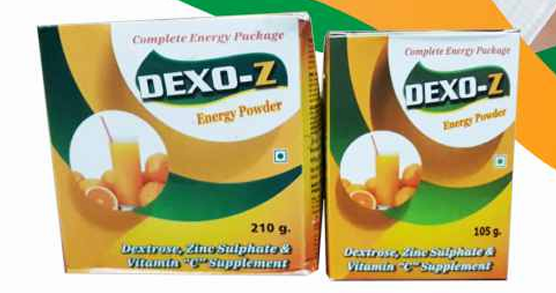 Complete Energy Package
DEXO-Z
Energy Powder
210 g.
Dextrose, Zinc Sulphate &
Vitamin "C" Supplement
Complete Energy Package
DEXO-Z
Energy Powder
105 g.
Dextrose, Zinc Sulphate &
Vitamin "C" Supplement